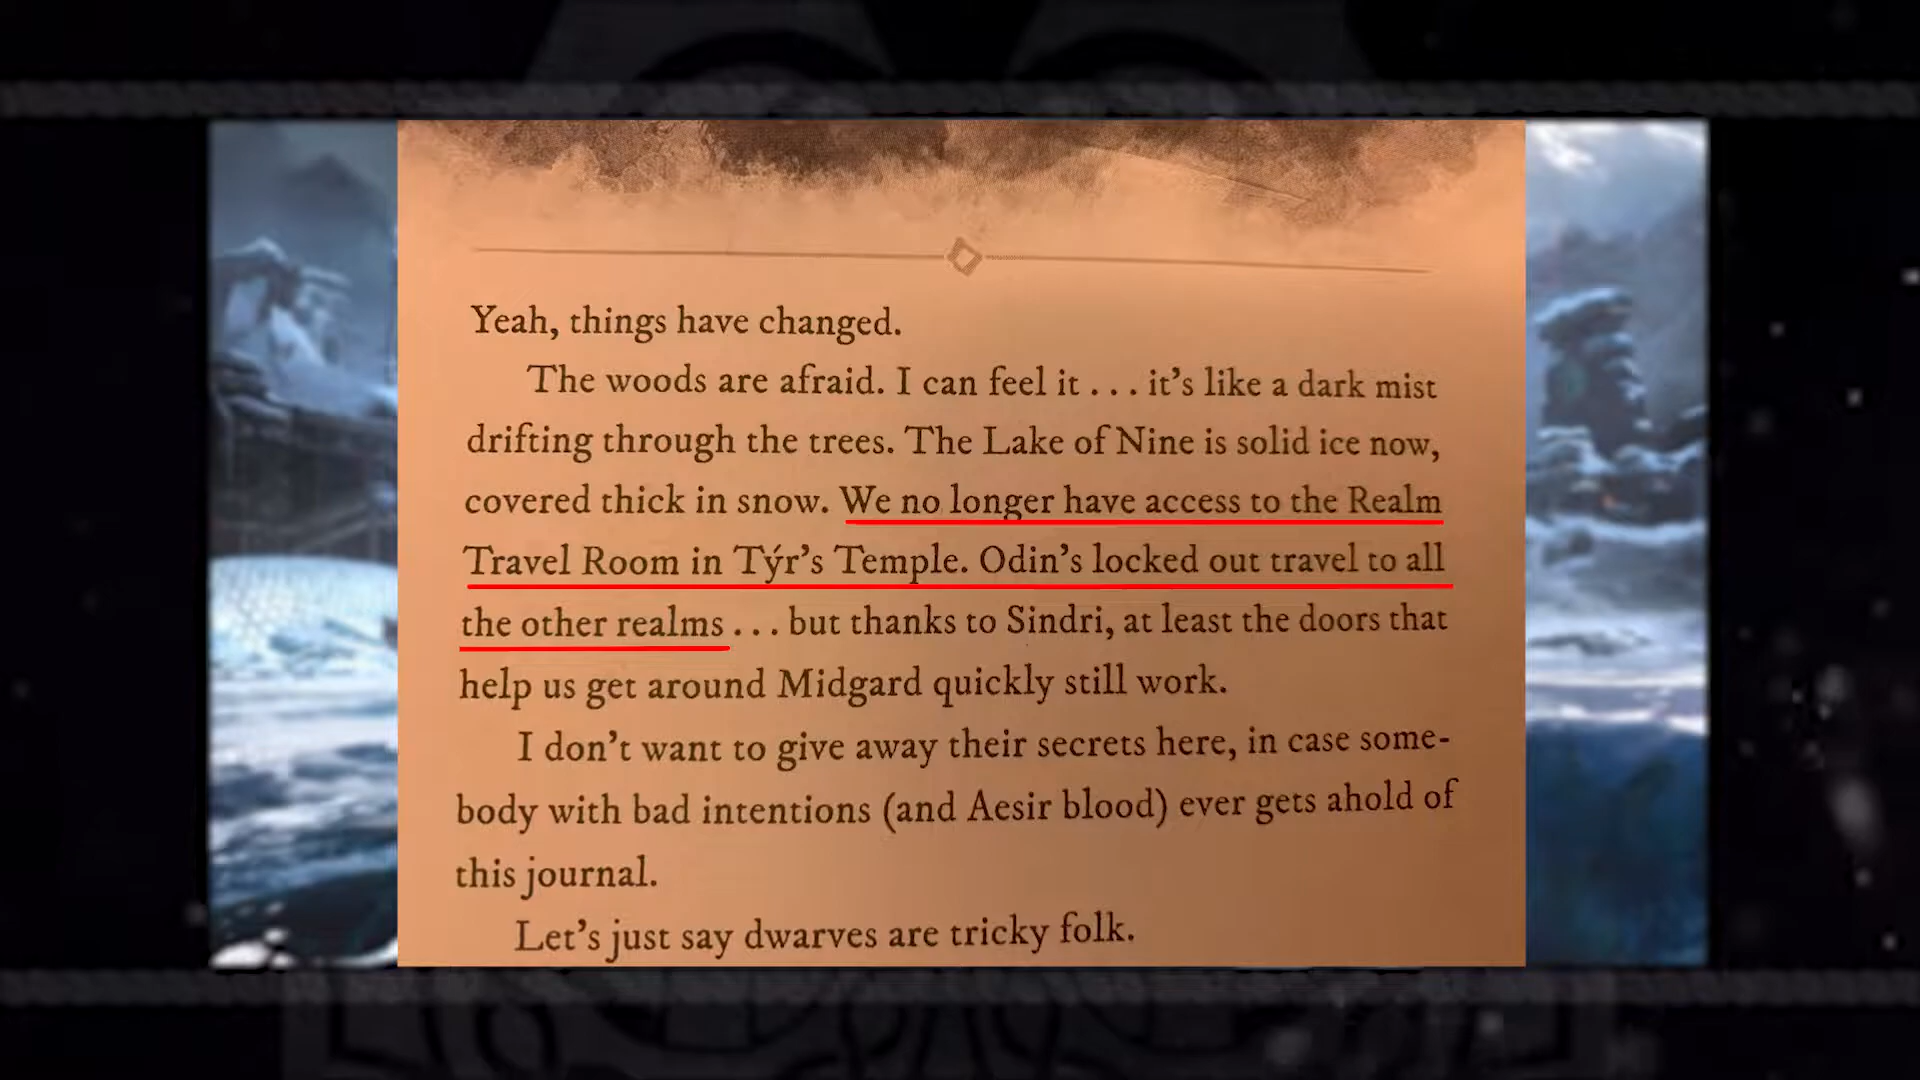 Yeah, things have changed.
The woods are afraid. I can feel it . . . it’s like a dark mist
drifting through the trees. The Lake of Nine is solid ice now,
covered thick in snow. We no longer have access to the Realm
Travel Room in Týr’s Temple. Odin’s locked out travel to all
the other realms . . . but thanks to Sindri, at least the doors that
help us get around Midgard quickly still work.
I don’t want to give away their secrets here, in case some-
body with bad intentions (and Aesir blood) ever gets ahold of
this journal.
Let’s just say dwarves are tricky folk.